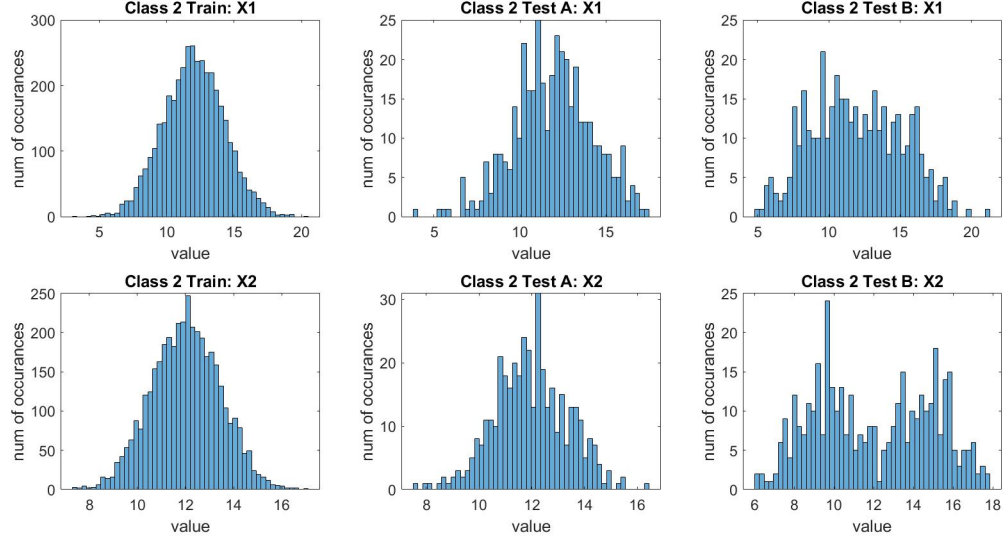 Class 2 Train: X1
300
200
100
0
num of occurances
5 10 15 20
value
Class 2 Test A: X1
25
20
15
10
5
0
num of occurances
5 10 15
value
Class 2 Test B: X1
25
20
15
10
5
0
num of occurances
5 10 15 20
value
Class 2 Train: X2
250
200
150
100
50
0
num of occurances
8 10 12 14 16
value
Class 2 Test A: X2
30
20
10
0
num of occurances
8 10 12 14 16
value
Class 2 Test B: X2
25
20
15
10
5
0
num of occurances
6 8 10 12 14 16 18
value